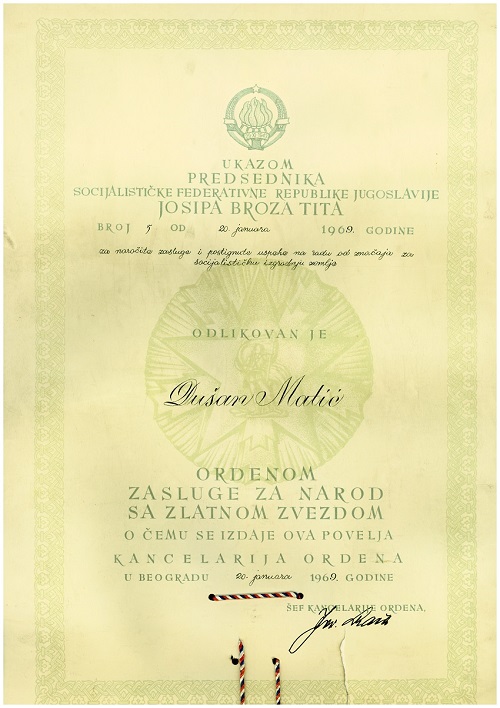 UKAZOM
PREDSEDNIKA
SOCIJALISTIČKE FEDERATIVNE REPUBLIKE JUGOSLAVIJE
JOSIPA BROZA TITA
BROJ 5 OD 20. januara 1969. GODINE
za naročite zasluge i postignute uspehe na radu od značaja za
socijalističku izgradnju zemlje
ODLIKOVAN JE
Dušan Matić
ORDENOM
ZASLUGE ZA NAROD
SA ZLATNOM ZVEZDOM
O ČEMU SE IZDAJE OVA POVELJA
KANCELARIJA ORDENA
U BEOGRADU 20. januara 1969. GODINE
ŠEF KANCELARIJE ORDENA,